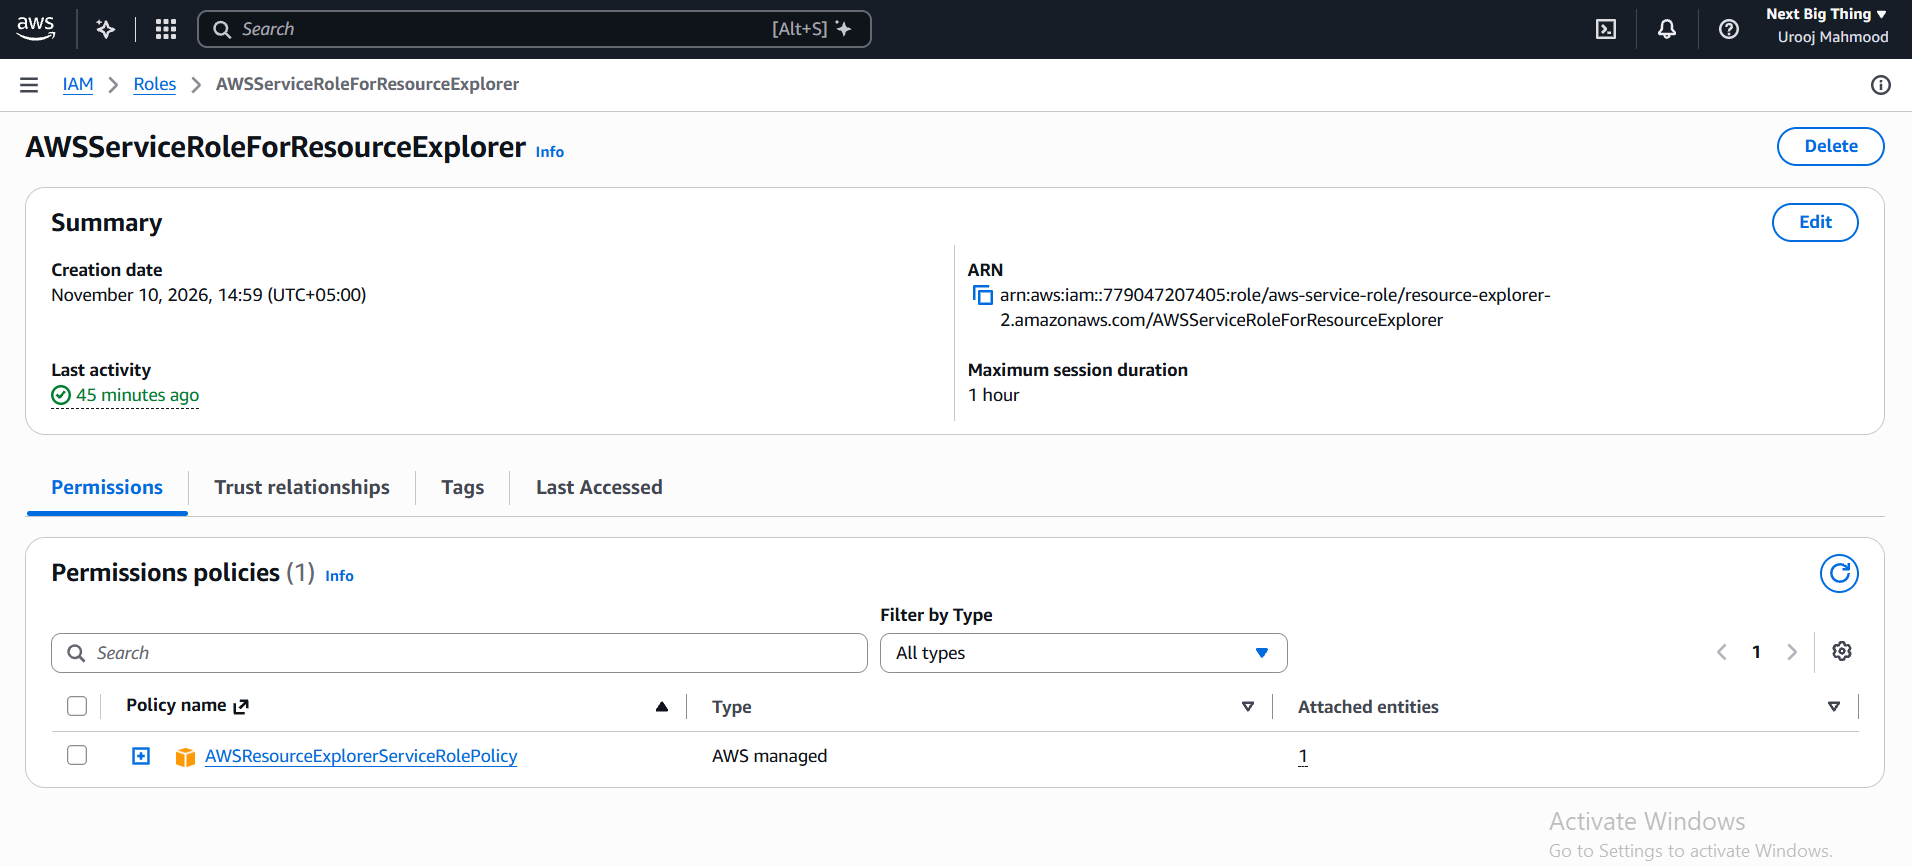 aws
Search [Alt+S]
Next Big Thing
Urooj Mahmood
IAM Roles AWSServiceRoleForResourceExplorer
AWSServiceRoleForResourceExplorer Info
Delete
Summary
Edit
Creation date
November 10, 2026, 14:59 (UTC+05:00)
ARN
arn:aws:iam::779047207405:role/aws-service-role/resource-explorer-
2.amazonaws.com/AWSServiceRoleForResourceExplorer
Last activity
45 minutes ago
Maximum session duration
1 hour
Permissions Trust relationships Tags Last Accessed
Permissions policies (1) Info
Filter by Type
Search
All types
1
Policy name Type Attached entities
AWSResourceExplorerServiceRolePolicy AWS managed 1
Activate Windows
Go to Settings to activate Windows.